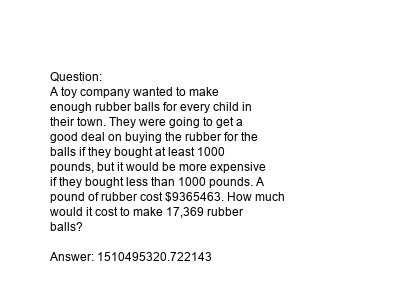 Question:
A toy company wanted to make
enough rubber balls for every child in
their town. They were going to get a
good deal on buying the rubber for the
balls if they bought at least 1000
pounds, but it would be more expensive
if they bought less than 1000 pounds. A
pound of rubber cost $9365463. How much
would it cost to make 17,369 rubber
balls?

Answer: 1510495320.722143